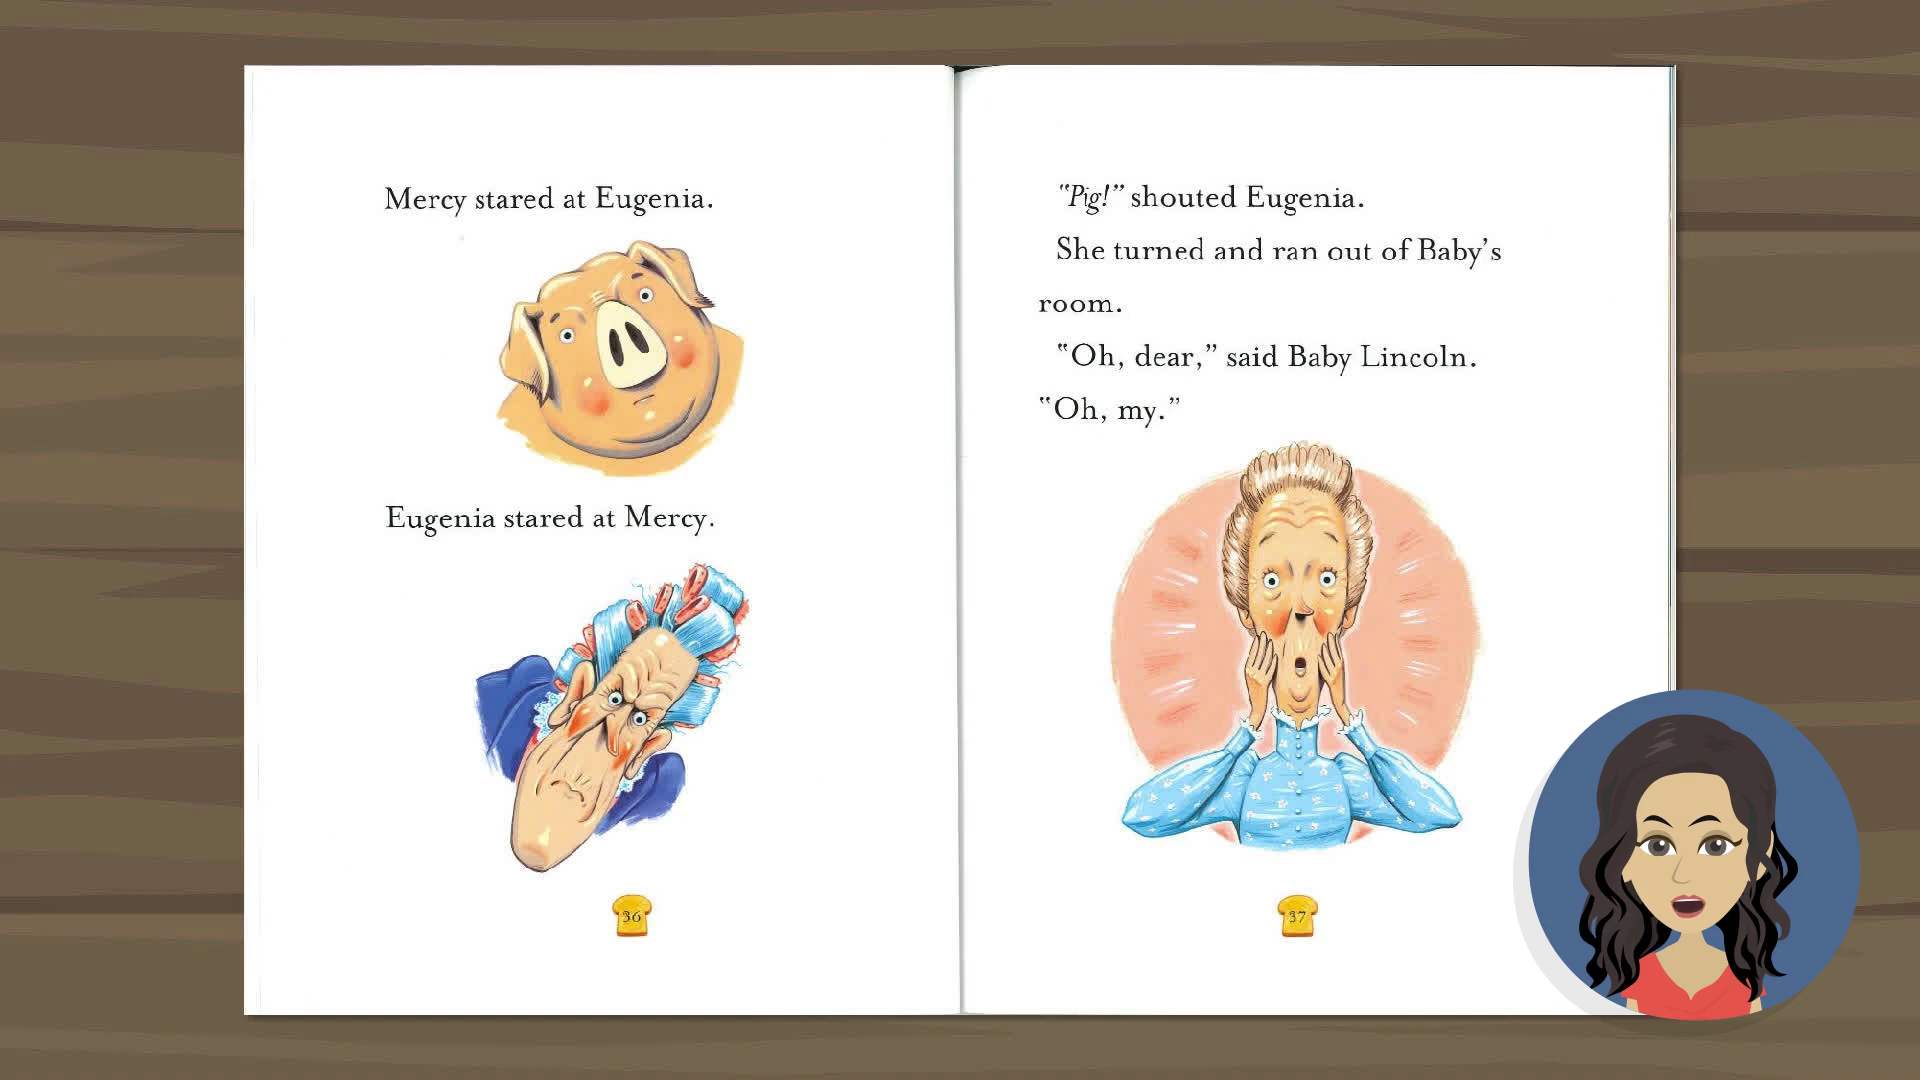 Mercy stared at Eugenia.
Eugenia stared at Mercy.
36
"Pig!" shouted Eugenia.
She turned and ran out of Baby's
room.
"Oh, dear," said Baby Lincoln.
"Oh, my."
37